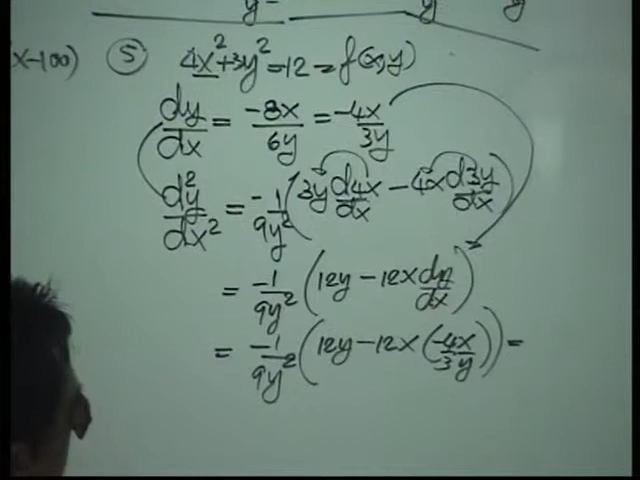 y = y y
x-100) ⑤ 4x²+3y²-12 = f(x,y)
dy/dx = -8x/6y = -4x/3y
d²y/dx² = -1/9y² (3y d4x/dx - 4x d3y/dx)
= -1/9y² (12y - 12x dy/dx)
= -1/9y² (12y - 12x (-4x/3y)) =